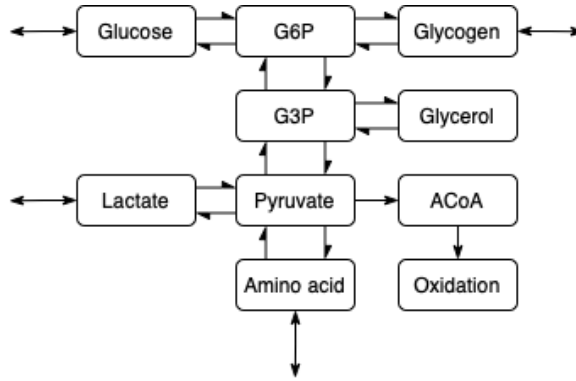 Glucose
G6P
Glycogen
G3P
Glycerol
Lactate
Pyruvate
ACoA
Amino acid
Oxidation